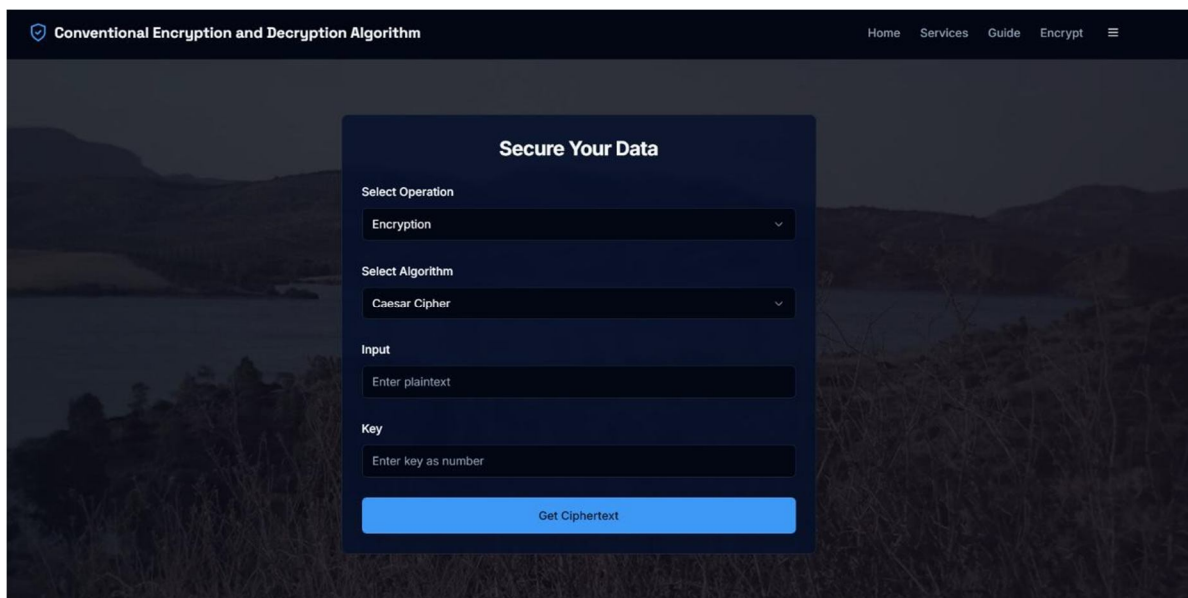 Conventional Encryption and Decryption Algorithm
Home Services Guide Encrypt
Secure Your Data
Select Operation
Encryption
Select Algorithm
Caesar Cipher
Input
Enter plaintext
Key
Enter key as number
Get Ciphertext